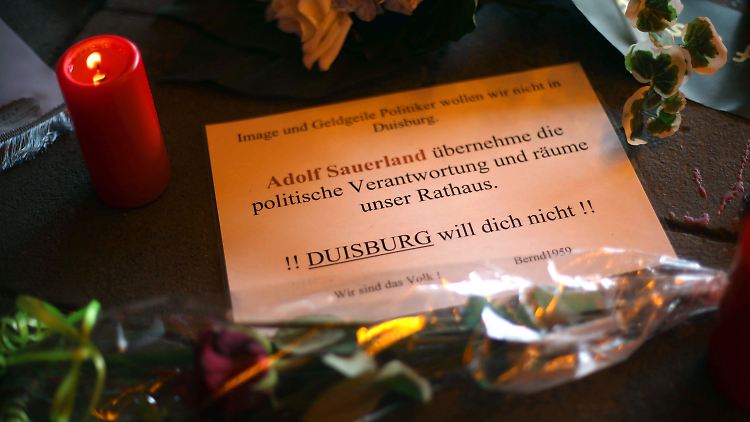 Image und Geldgeile Politiker wollen wir nicht in
Duisburg.
Adolf Sauerland übernehme die
politische Verantwortung und räume
unser Rathaus.
!! DUISBURG will dich nicht !!
Bernd1959
Wir sind das Volk !